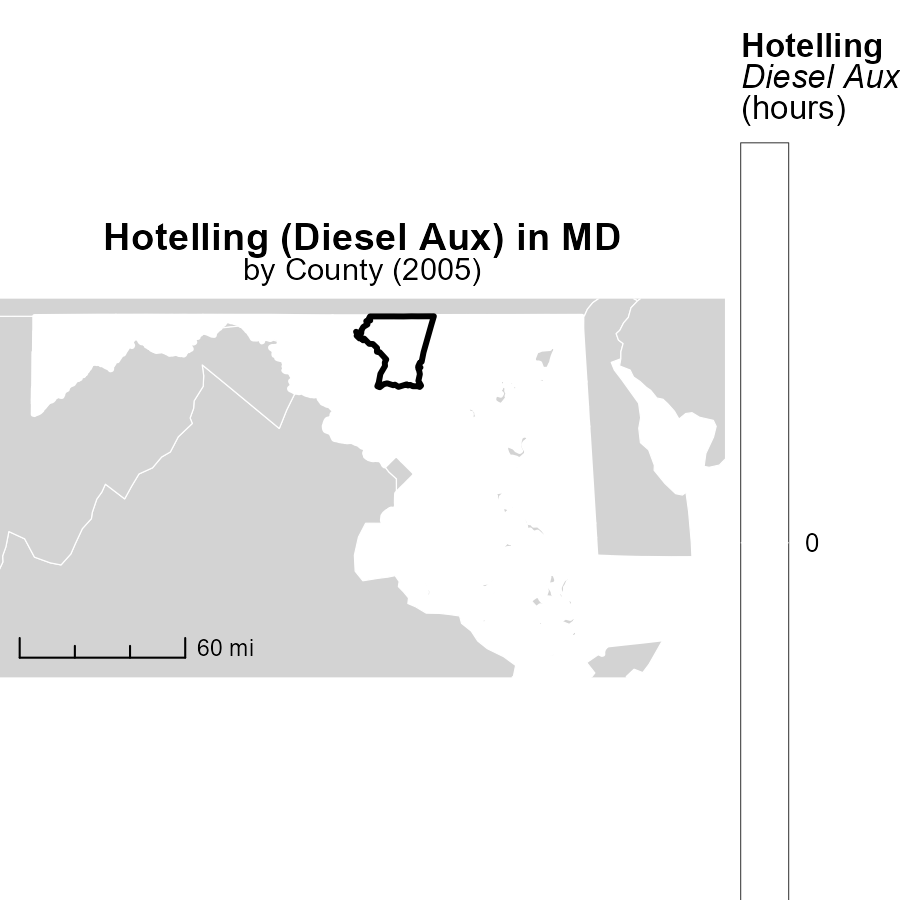 Hotelling
Diesel Aux
(hours)
Hotelling (Diesel Aux) in MD
by County (2005)
0
60 mi